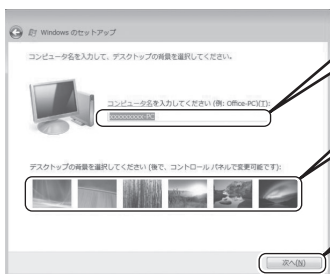 Windows のセットアップ
コンピュータ名を入力して、デスクトップの背景を選択してください。
コンピュータ名を入力してください (例: Office-PC)(T):
xxxxxxxxxx-PC
デスクトップの背景を選択してください (後で、コントロール パネルで変更可能です):
次へ(N)